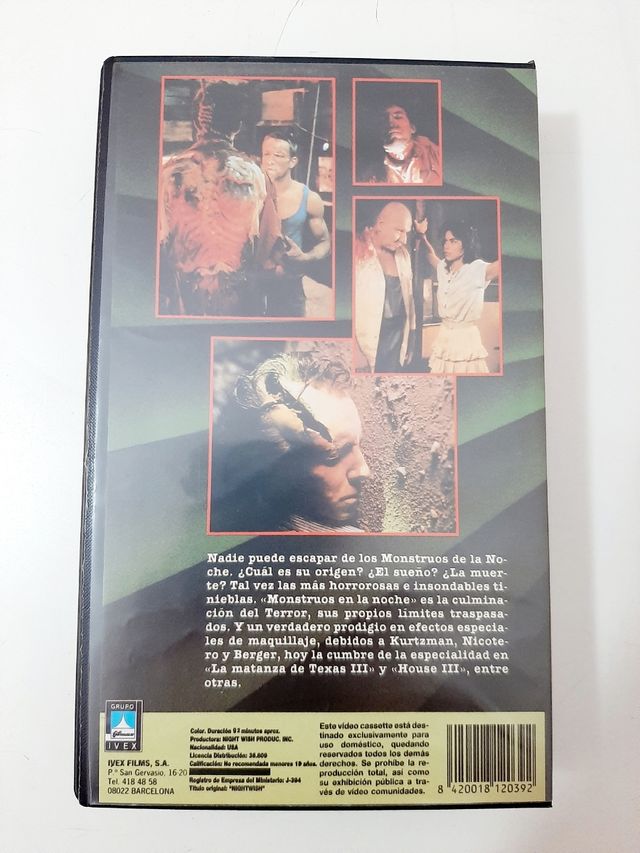 Nadie puede escapar de los Monstruos de la No-
che. ¿Cuál es su origen? ¿El sueño? ¿La muer-
te? Tal vez las más horrorosas e insondables ti-
nieblas. «Monstruos en la noche» es la culmina-
ción del Terror, sus propios límites traspasa-
dos. Y un verdadero prodigio en efectos especia-
les de maquillaje, debidos a Kurtzman, Nicote-
ro y Berger, hoy la cumbre de la especialidad en
«La matanza de Texas III» y «House III», entre
otras.
GRUPO
IVEX
IVEX FILMS, S.A.
P.º San Gervasio, 16-20
Tel. 418 48 58
08022 BARCELONA
Color. Duración 92 minutos aprox.
Productora: NIGHT WISH PRODUC. INC.
Nacionalidad: USA
Licencia Distribución: 36.609
Calificación: No recomendada menores 18 años.
Registro de Empresa del Ministerio: J-394
Título original: "NIGHTWISH"
Este vídeo cassette está des-
tinado exclusivamente para
uso doméstico, quedando
reservados todos los demás
derechos. Se prohíbe la re-
producción total, así como
su exhibición pública a tra-
vés de vídeo comunidades.
8 420018 120392